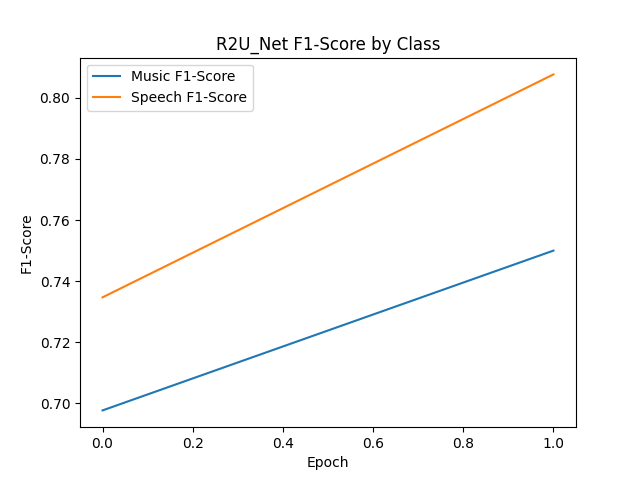 R2U_Net F1-Score by Class
Music F1-Score
Speech F1-Score
F1-Score
0.80
0.78
0.76
0.74
0.72
0.70
0.0 0.2 0.4 0.6 0.8 1.0
Epoch